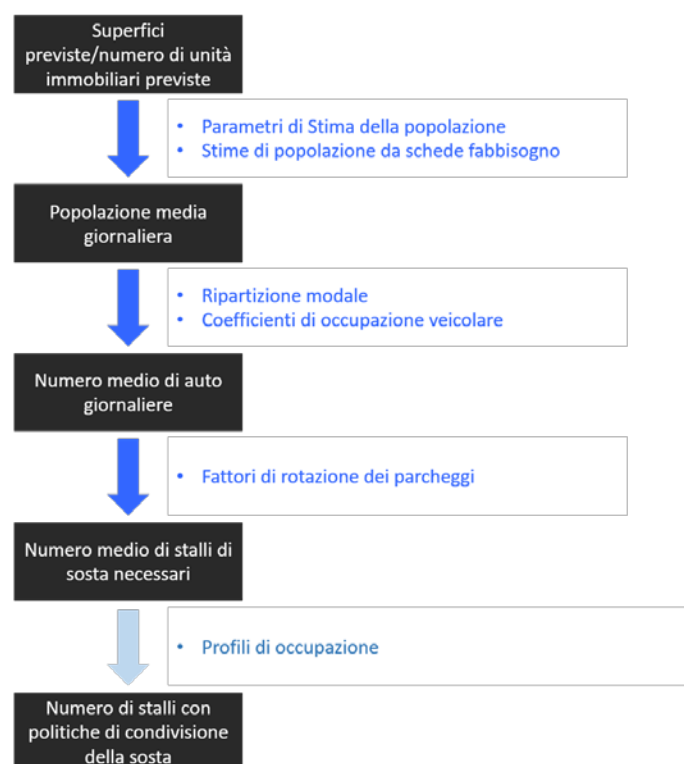 Superfici
previste/numero di unità
immobiliari previste
• Parametri di Stima della popolazione
• Stime di popolazione da schede fabbisogno
Popolazione media
giornaliera
• Ripartizione modale
• Coefficienti di occupazione veicolare
Numero medio di auto
giornaliere
• Fattori di rotazione dei parcheggi
Numero medio di stalli di
sosta necessari
• Profili di occupazione
Numero di stalli con
politiche di condivisione
della sosta